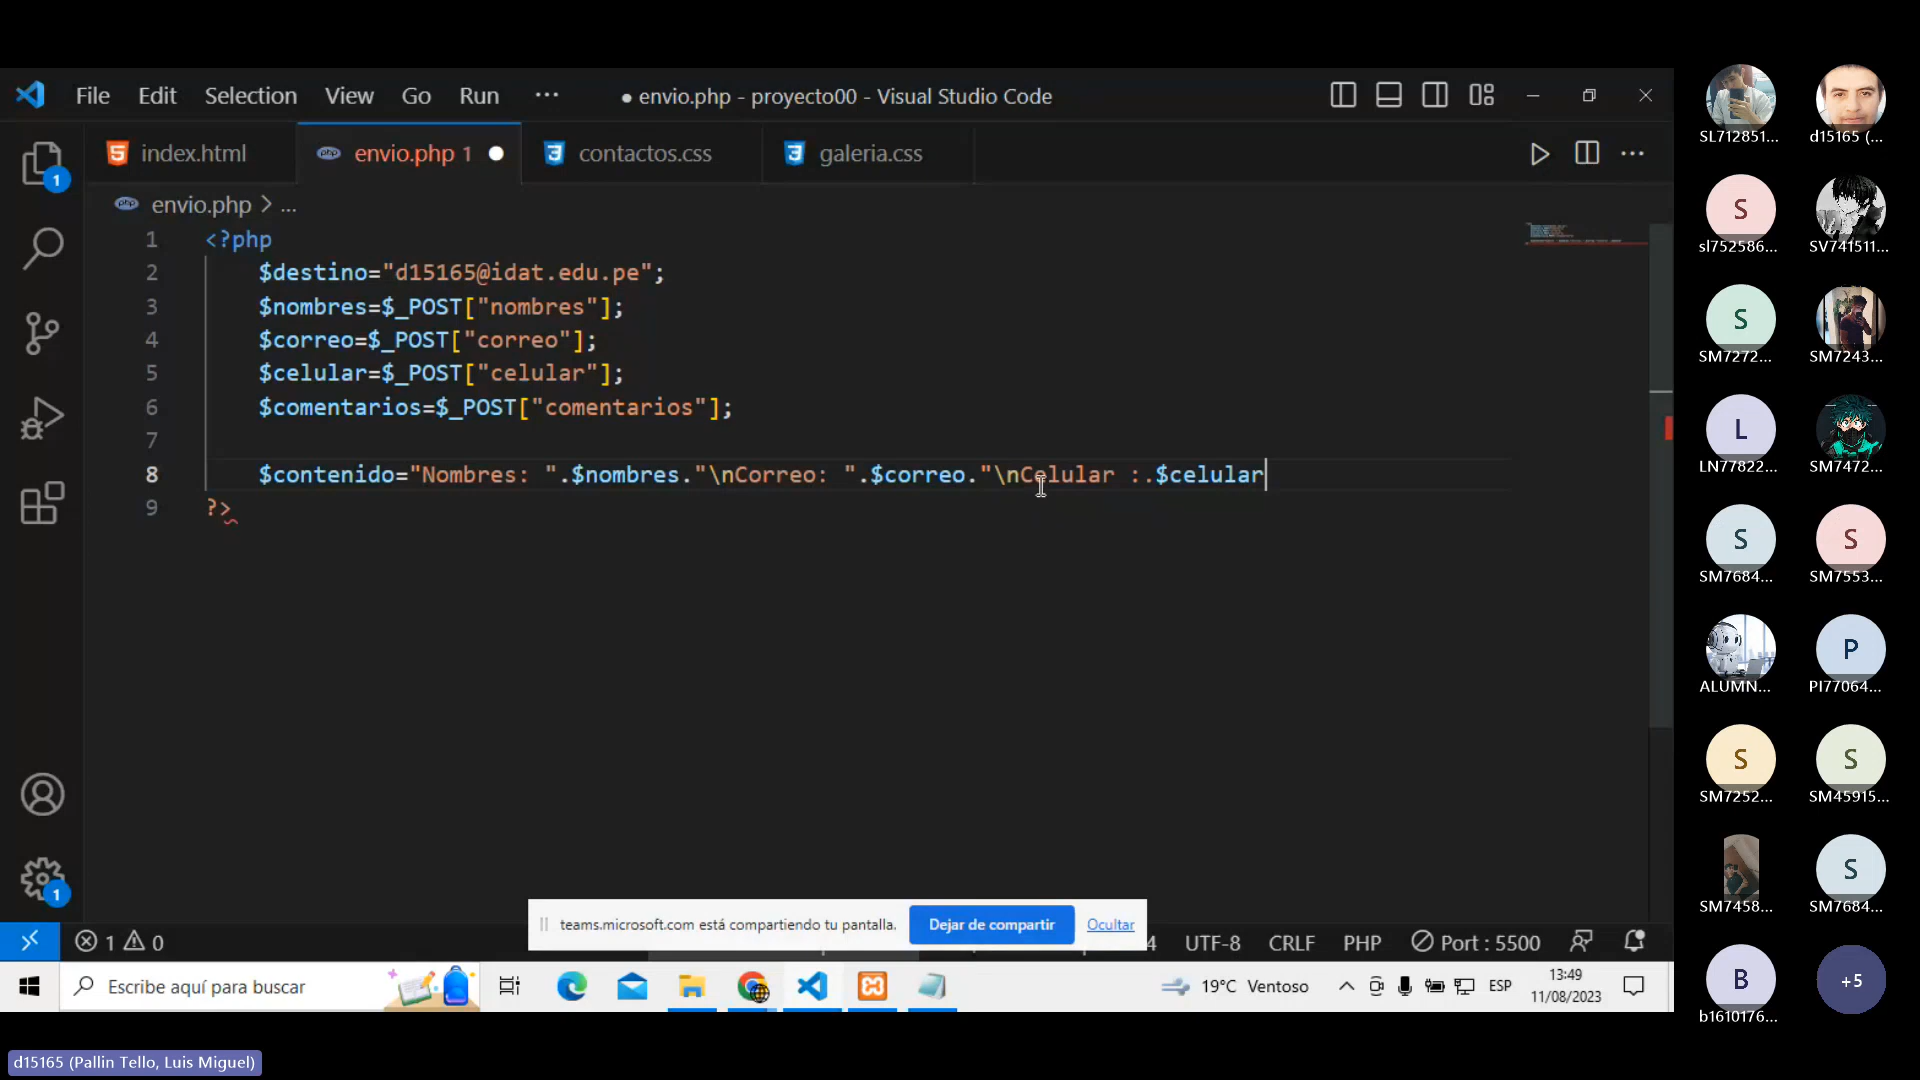 File Edit Selection View Go Run ··· ● envio.php - proyecto00 - Visual Studio Code
index.html envio.php 1 ● contactos.css galeria.css
envio.php > ...
1 <?php
2 $destino="d15165@idat.edu.pe";
3 $nombres=$_POST["nombres"];
4 $correo=$_POST["correo"];
5 $celular=$_POST["celular"];
6 $comentarios=$_POST["comentarios"];
7
8 $contenido="Nombres: ".$nombres."\nCorreo: ".$correo."\nCelular :.$celular
9 ?>
1
1
teams.microsoft.com está compartiendo tu pantalla. Dejar de compartir Ocultar
1 0 4 UTF-8 CRLF PHP Port : 5500
Escribe aquí para buscar 19°C Ventoso ESP 13:49
11/08/2023
SL712851... d15165 (...
S
sl752586... SV741511...
S
SM7272... SM7243...
L
LN77822... SM7472...
S S
SM7684... SM7553...
P
ALUMN... PI77064...
S S
SM7252... SM45915...
S
SM7458... SM7684...
B +5
b1610176...
d15165 (Pallin Tello, Luis Miguel)